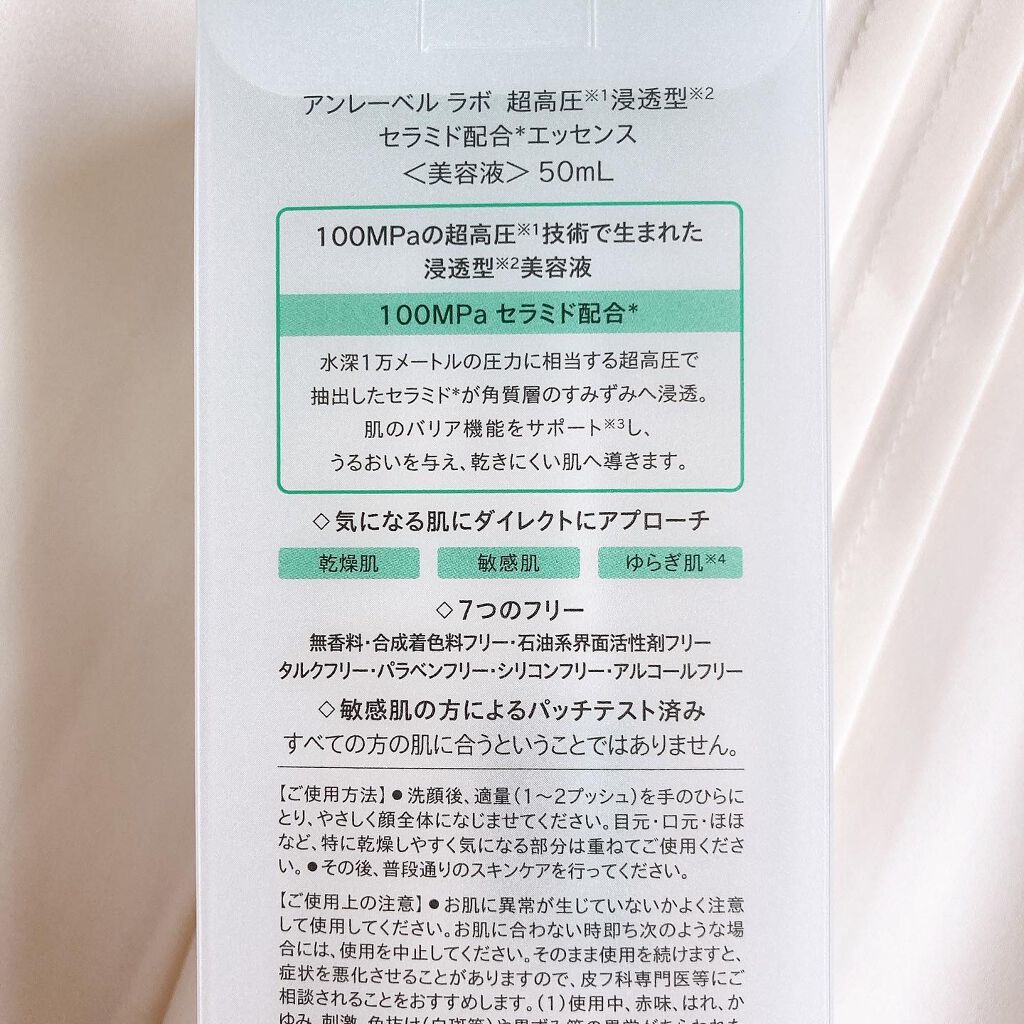 アンレーベル ラボ 超高圧※1浸透型※2
セラミド配合*エッセンス
＜美容液＞ 50mL
100MPaの超高圧※1技術で生まれた
浸透型※2美容液
100MPa セラミド配合*
水深1万メートルの圧力に相当する超高圧で
抽出したセラミド*が角質層のすみずみへ浸透。
肌のバリア機能をサポート※3し、
うるおいを与え、乾きにくい肌へ導きます。
◇気になる肌にダイレクトにアプローチ
乾燥肌 敏感肌 ゆらぎ肌※4
◇7つのフリー
無香料・合成着色料フリー・石油系界面活性剤フリー
タルクフリー・パラベンフリー・シリコンフリー・アルコールフリー
◇敏感肌の方によるパッチテスト済み
すべての方の肌に合うということではありません。
【ご使用方法】●洗顔後、適量（1～2プッシュ）を手のひらに
とり、やさしく顔全体になじませてください。目元・口元・ほほ
など、特に乾燥しやすく気になる部分は重ねてご使用くださ
い。●その後、普段通りのスキンケアを行ってください。
【ご使用上の注意】●お肌に異常が生じていないかよく注意
して使用してください。お肌に合わない時即ち次のような場
合には、使用を中止してください。そのまま使用を続けますと、
症状を悪化させることがありますので、皮フ科専門医等にご
相談されることをおすすめします。（1）使用中、赤味、はれ、か
ゆみ、刺激、色抜け（白斑等）や黒ずみ等の異常があらわれた